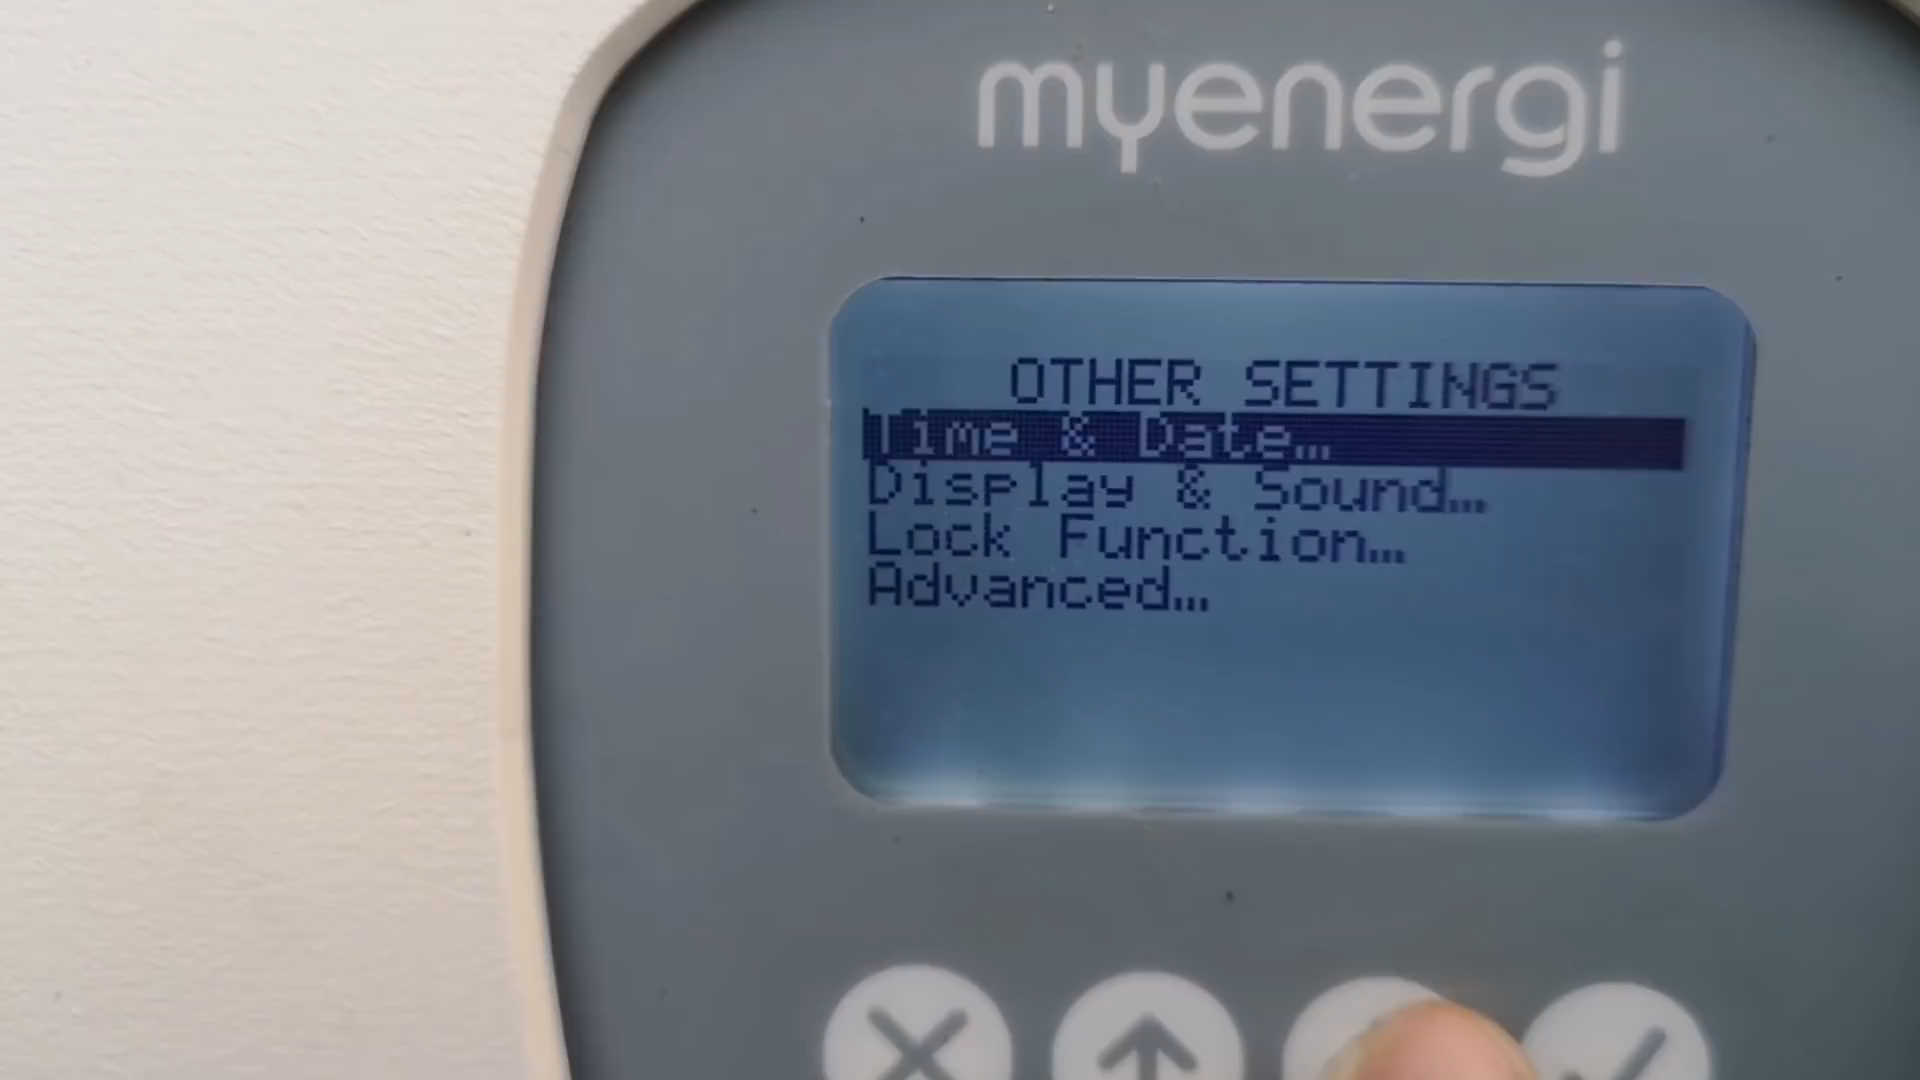 myenergi
OTHER SETTINGS
Time & Date...
Display & Sound...
Lock Function...
Advanced...